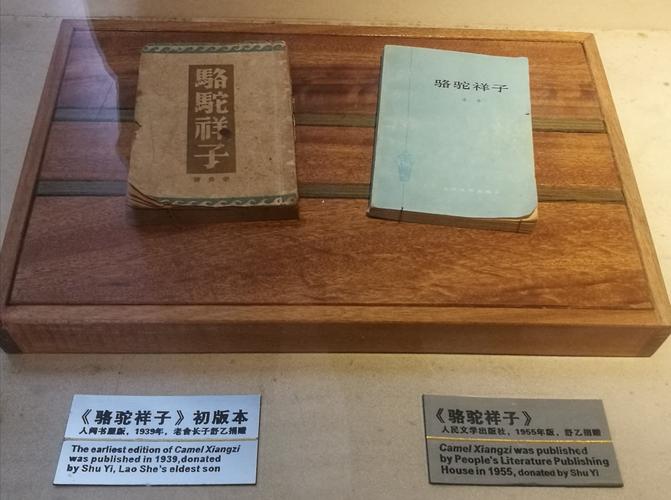 駱駝祥子
骆驼祥子
《骆驼祥子》初版本
人间书屋版，1939年，老舍长子舒乙捐赠
The earliest edition of Camel Xiangzi
was published in 1939,donated
by Shu Yi, Lao She's eldest son
《骆驼祥子》
人民文学出版社，1955年版，舒乙捐赠
Camel Xiangzi was published
by People's Literature Publishing
House in 1955, donated by Shu Yi